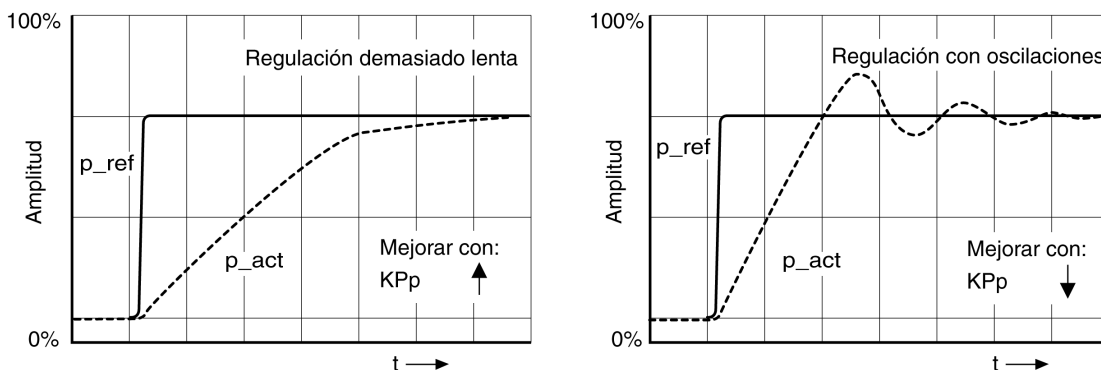 100%
Regulación demasiado lenta
p_ref
Amplitud
p_act
Mejorar con:
KPp
0%
t
100%
Regulación con oscilaciones
p_ref
Amplitud
p_act
Mejorar con:
KPp
0%
t